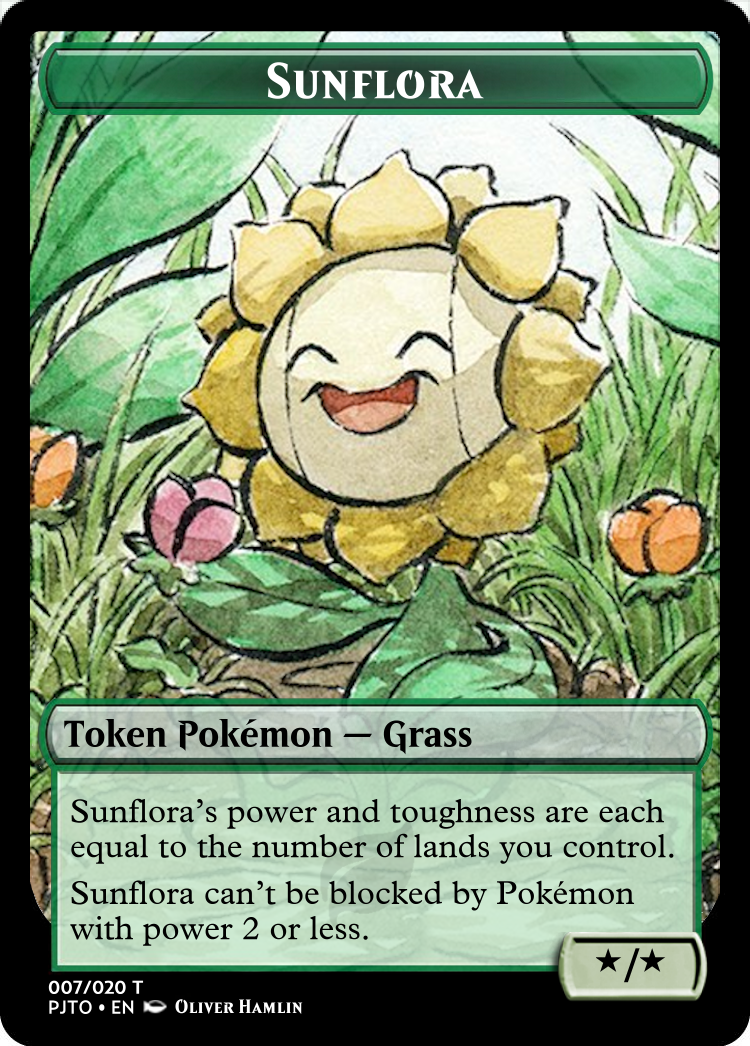 Sunflora
Token Pokémon — Grass
Sunflora's power and toughness are each
equal to the number of lands you control.
Sunflora can't be blocked by Pokémon
with power 2 or less.
★/★
007/020 T
PJTO • EN Oliver Hamlin